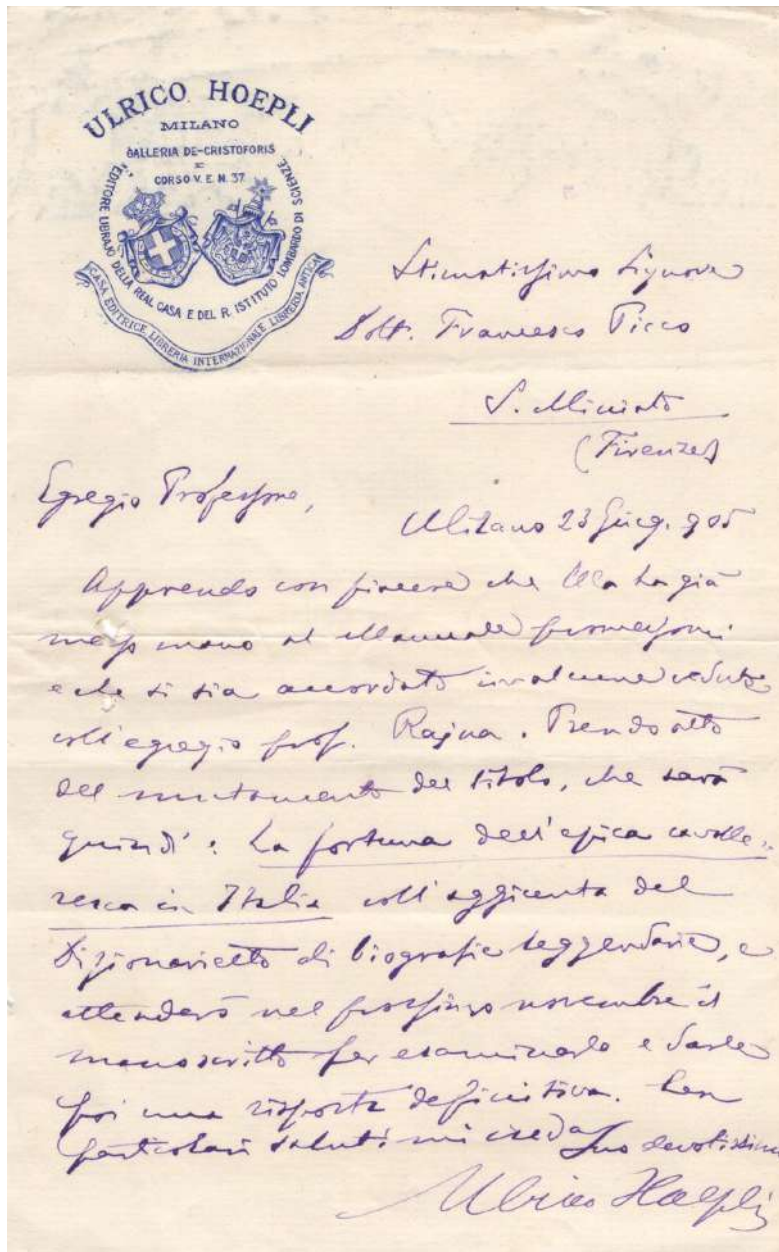 ULRICO HOEPLI
MILANO
GALLERIA DE-CRISTOFORIS
E
CORSO V. E. N. 37
EDITORE LIBRAIO DELLA REAL CASA E DEL R. ISTITUTO LOMBARDO DI SCIENZE
CASA EDITRICE LIBRERIA INTERNAZIONALE LIBRERIA ANTICA
Stimatissimo Signore
Dott. Francesco Picco
S. Miniato
(Firenze)
Egregio Professore,
Milano 23 Giug. 905
Apprendo con piacere che Ella ha già
messo mano al Manuale
e che si sia accordato in alcune vedute
coll'egregio prof. Rajna. Prendo atto
del mutamento del titolo, che sarà
quindi: La fortuna dell'epica cavalle-
resca in Italia coll'aggiunta del
Dizionarietto di biografie leggendarie, e
attenderò nel prossimo novembre il
manoscritto per esaminarlo e darle
poi una risposta definitiva. Con
particolari saluti mi creda Suo devotissimo
Ulrico Hoepli